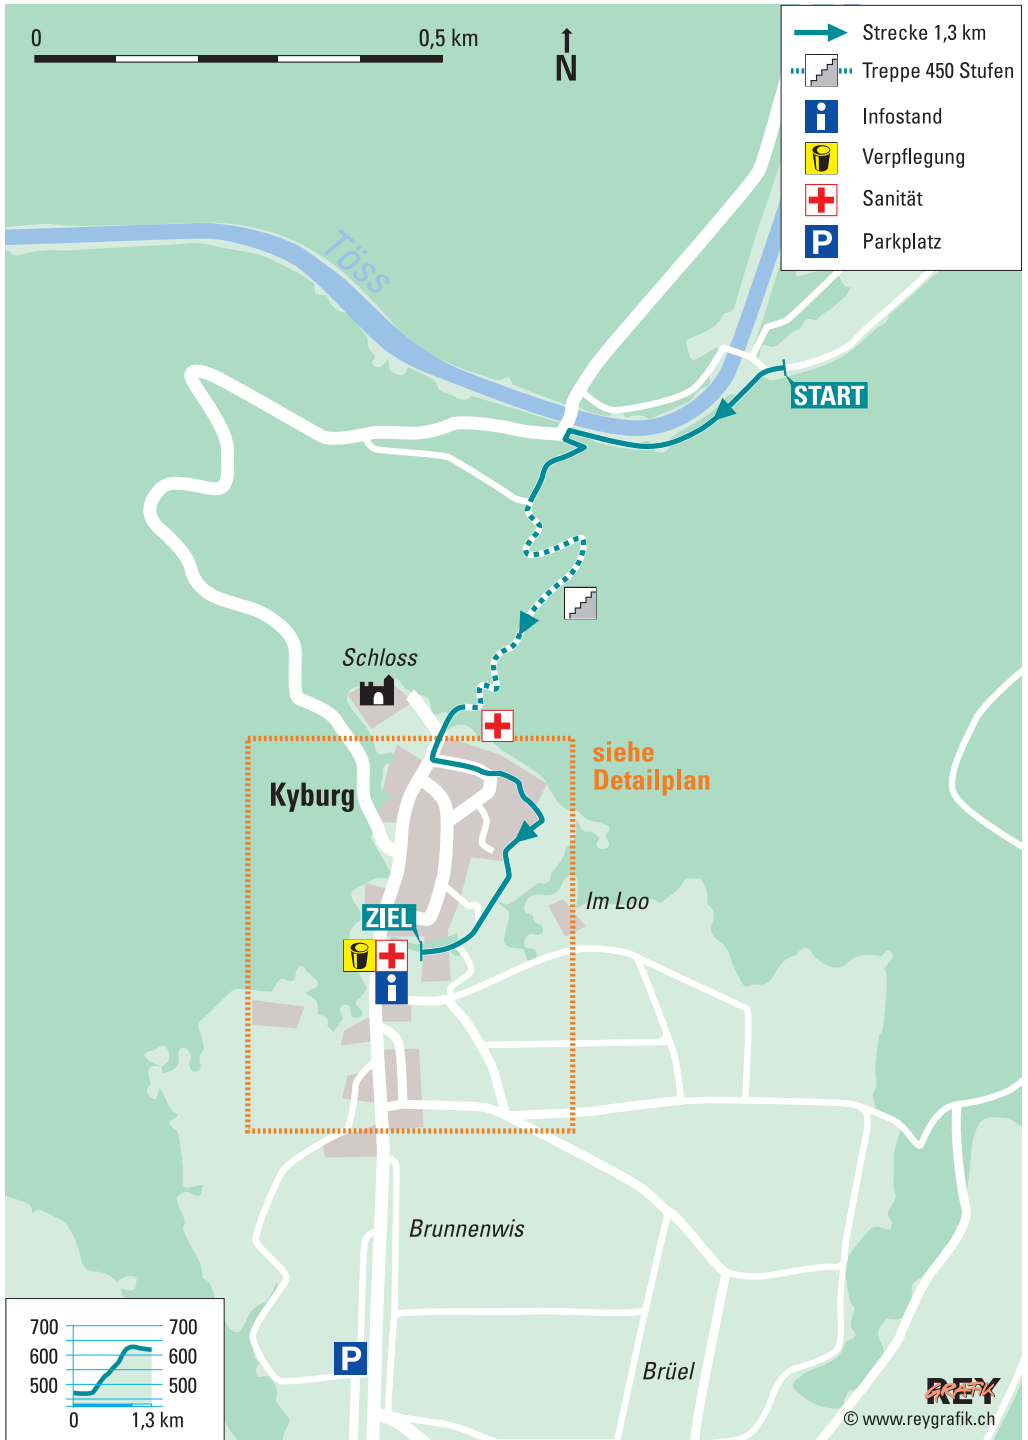 0 0,5 km
N
Strecke 1,3 km
Treppe 450 Stufen
Infostand
Verpflegung
Sanität
P Parkplatz
Töss
START
Schloss
siehe
Detailplan
Kyburg
Im Loo
ZIEL
Brunnenwis
P
Brüel
700 700
600 600
500 500
0 1,3 km
REY
GRAFIK
© www.reygrafik.ch